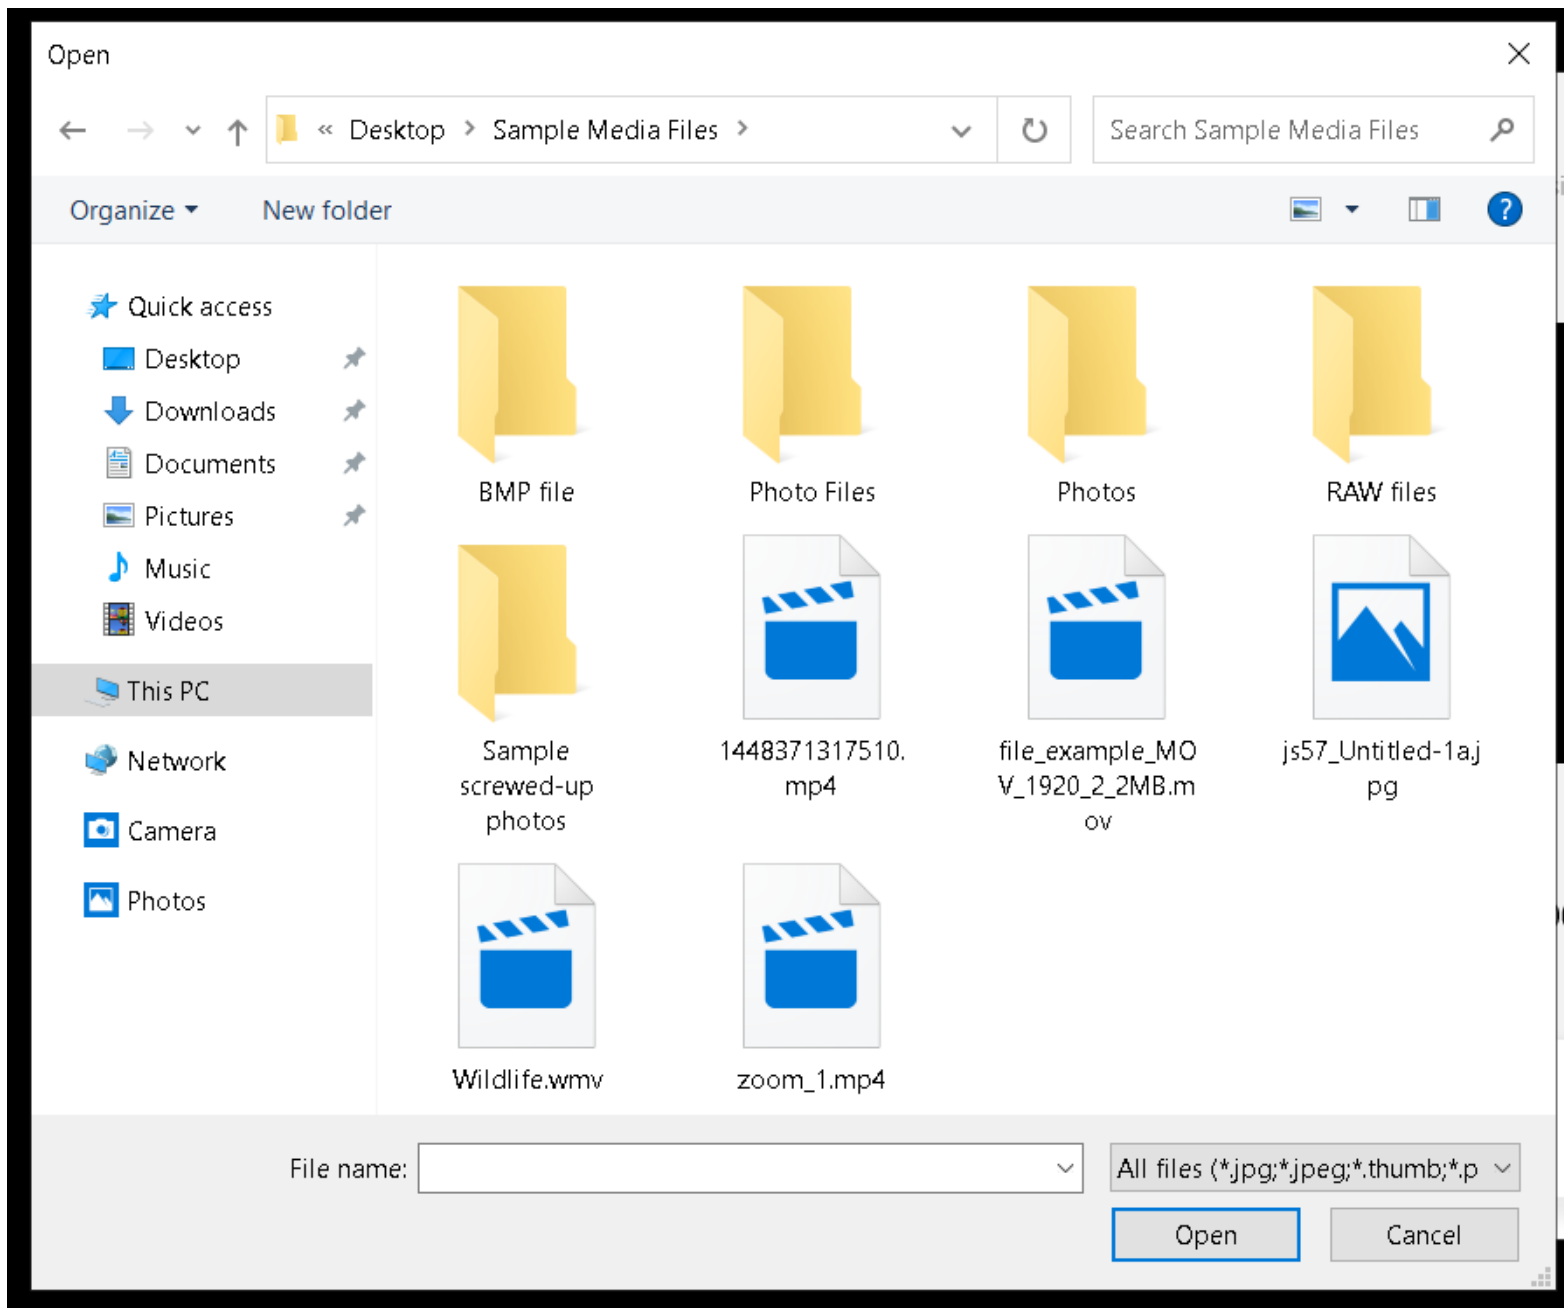 Open
« Desktop > Sample Media Files >
Search Sample Media Files
Organize
New folder
?
Quick access
Desktop
Downloads
Documents
Pictures
Music
Videos
This PC
Network
Camera
Photos
BMP file
Photo Files
Photos
RAW files
Sample
screwed-up
photos
1448371317510.
mp4
file_example_MO
V_1920_2_2MB.m
ov
js57_Untitled-1a.j
pg
Wildlife.wmv
zoom_1.mp4
File name:
All files (*.jpg;*.jpeg;*.thumb;*.p
Open
Cancel